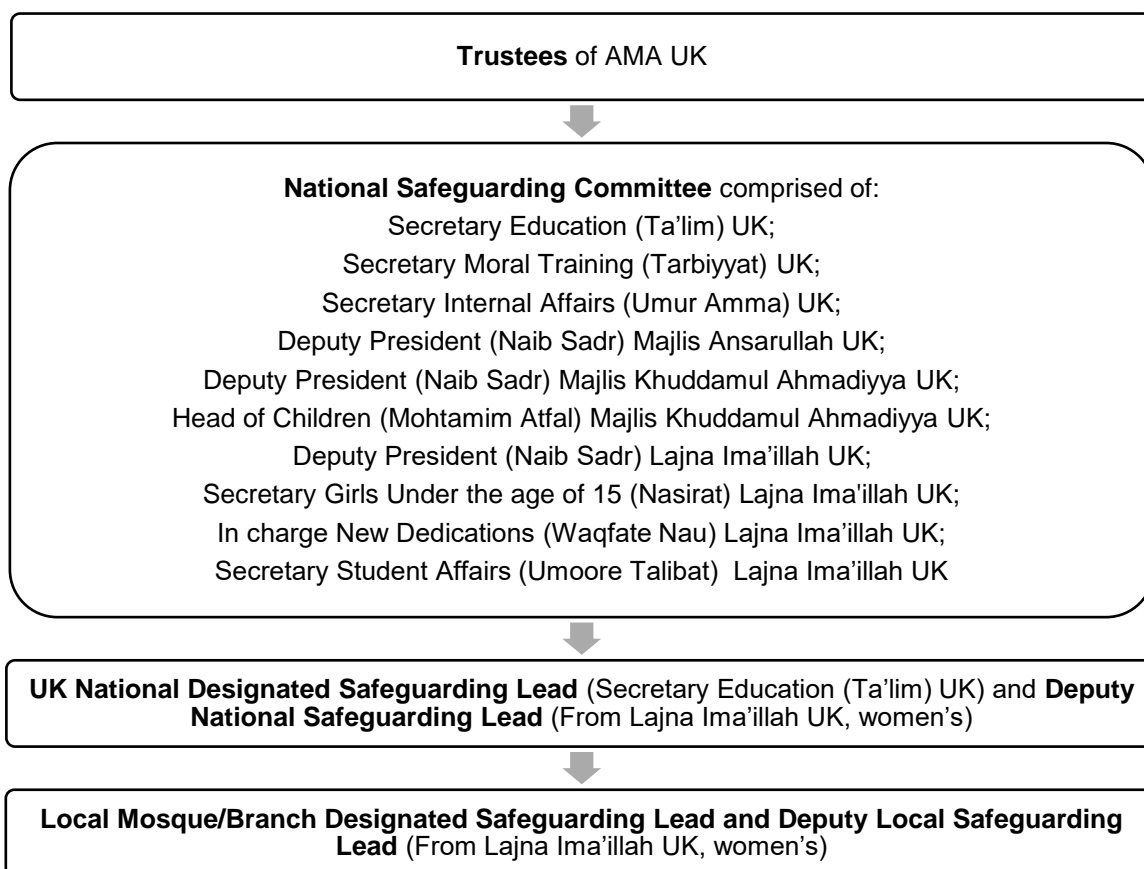 Trustees of AMA UK
National Safeguarding Committee comprised of:
Secretary Education (Ta’lim) UK;
Secretary Moral Training (Tarbiyyat) UK;
Secretary Internal Affairs (Umur Amma) UK;
Deputy President (Naib Sadr) Majlis Ansarullah UK;
Deputy President (Naib Sadr) Majlis Khuddamul Ahmadiyya UK;
Head of Children (Mohtamim Atfal) Majlis Khuddamul Ahmadiyya UK;
Deputy President (Naib Sadr) Lajna Ima’illah UK;
Secretary Girls Under the age of 15 (Nasirat) Lajna Ima'illah UK;
In charge New Dedications (Waqfate Nau) Lajna Ima’illah UK;
Secretary Student Affairs (Umoore Talibat)  Lajna Ima’illah UK
UK National Designated Safeguarding Lead (Secretary Education (Ta’lim) UK) and Deputy
National Safeguarding Lead (From Lajna Ima’illah UK, women’s)
Local Mosque/Branch Designated Safeguarding Lead and Deputy Local Safeguarding
Lead (From Lajna Ima’illah UK, women’s)